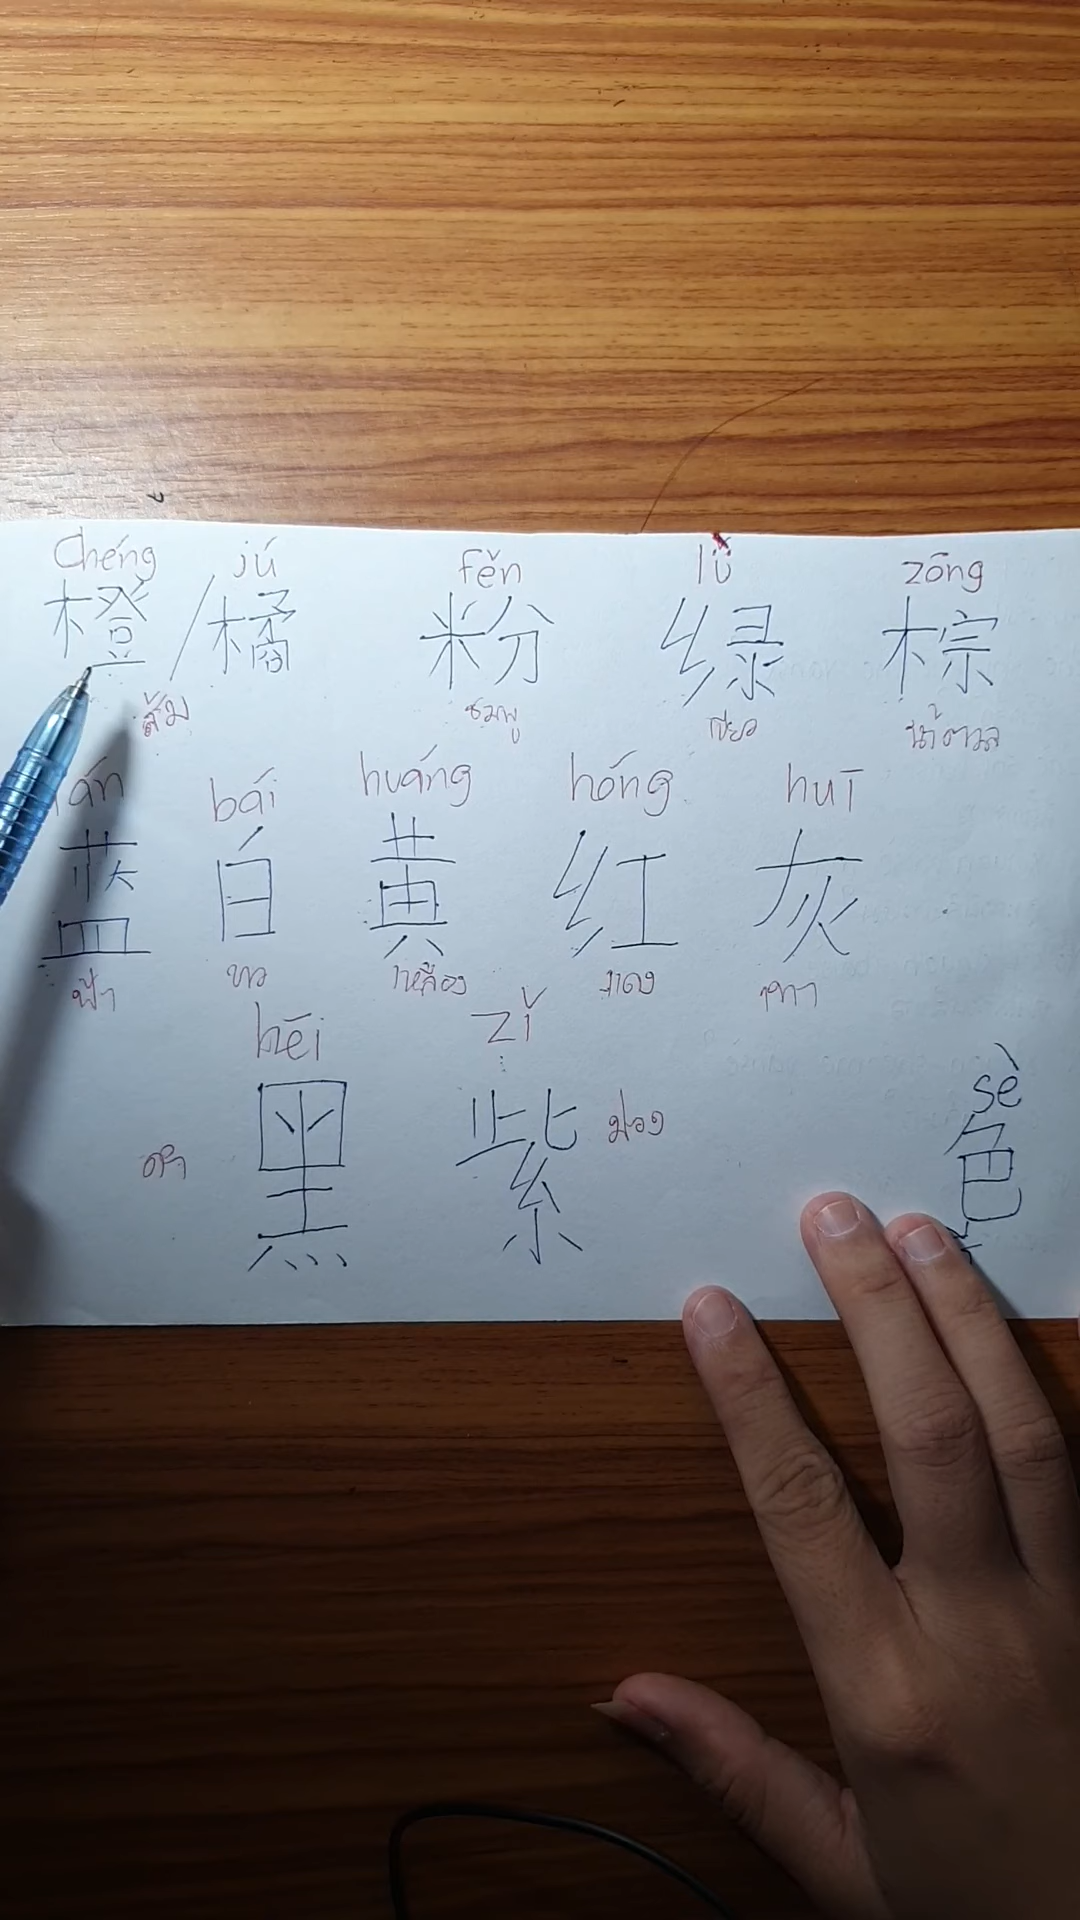 chéng jú fěn lǜ zōng
橙/橘 粉 绿 棕
ส้ม ชมพู เขียว น้ำตาล
bái huáng hóng huī
蓝 白 黄 红 灰
ฟ้า ขาว เหลือง แดง เทา
hēi zǐ
ดำ 黑 紫 ม่วง
sè
色